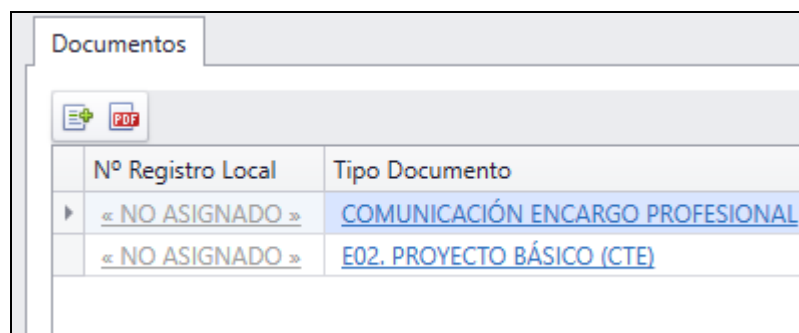 Documentos
PDF
Nº Registro Local Tipo Documento
« NO ASIGNADO » COMUNICACIÓN ENCARGO PROFESIONAL
« NO ASIGNADO » E02. PROYECTO BÁSICO (CTE)